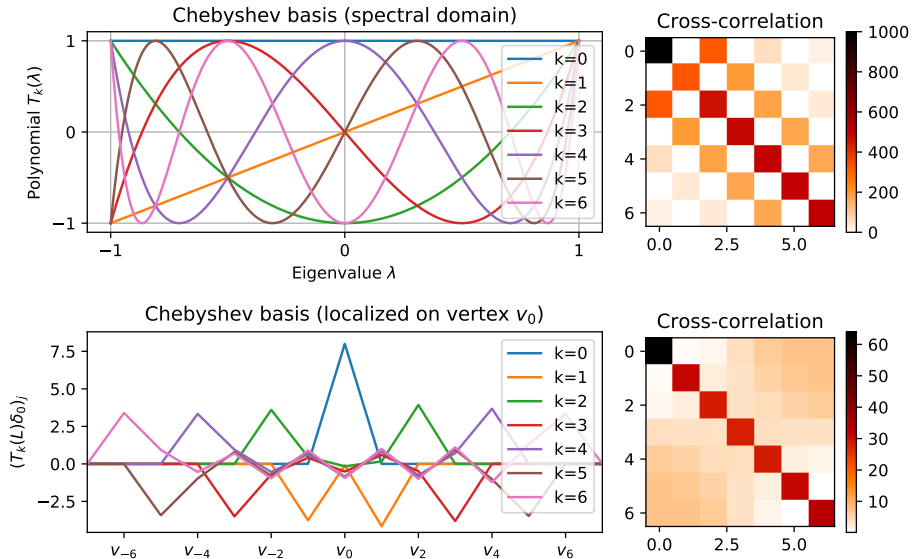 Chebyshev basis (spectral domain)
Polynomial Tₖ(λ)
1
0
−1
−1
0
1
Eigenvalue λ
k=0
k=1
k=2
k=3
k=4
k=5
k=6
Cross-correlation
0
2
4
6
0.0
2.5
5.0
1000
800
600
400
200
0
Chebyshev basis (localized on vertex v₀)
(Tₖ(L)δ₀)ⱼ
7.5
5.0
2.5
0.0
−2.5
v₋₆
v₋₄
v₋₂
v₀
v₂
v₄
v₆
k=0
k=1
k=2
k=3
k=4
k=5
k=6
Cross-correlation
0
2
4
6
0.0
2.5
5.0
60
50
40
30
20
10